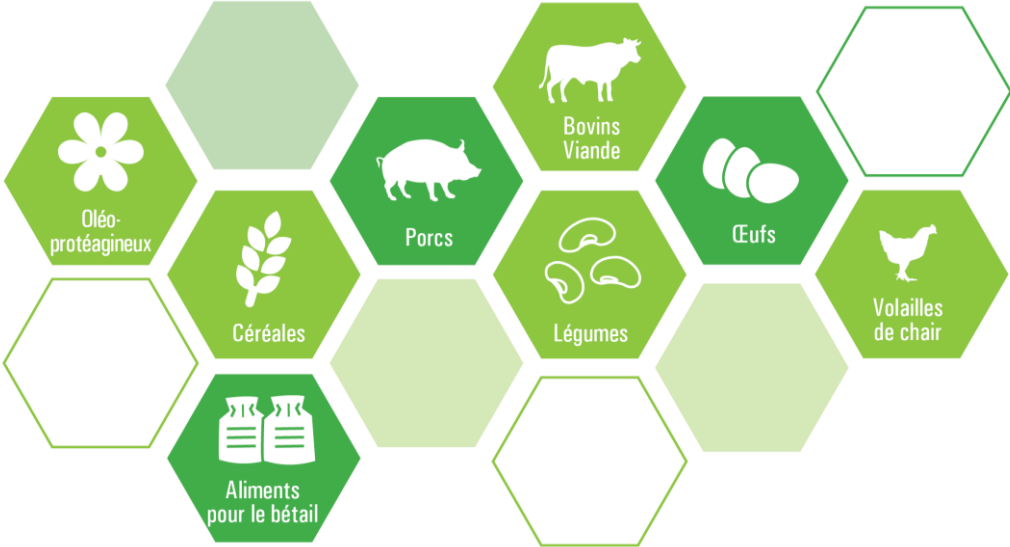 Bovins
Viande
Oléo-
protéagineux
Porcs
Œufs
Céréales
Légumes
Volailles
de chair
Aliments
pour le bétail